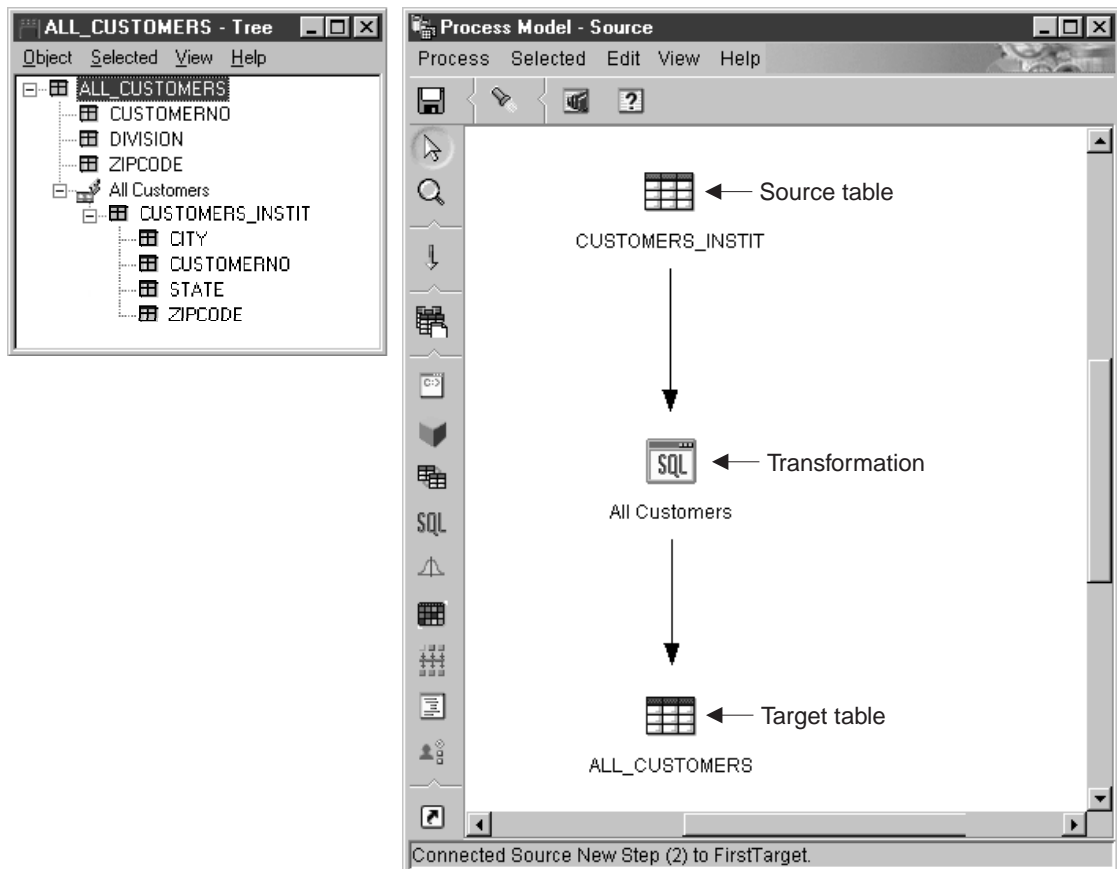 ALL_CUSTOMERS - Tree
Object Selected View Help
ALL_CUSTOMERS
CUSTOMERNO
DIVISION
ZIPCODE
All Customers
CUSTOMERS_INSTIT
CITY
CUSTOMERNO
STATE
ZIPCODE
Process Model - Source
Process Selected Edit View Help
?
C:>
SQL
Source table
CUSTOMERS_INSTIT
SQL
Transformation
All Customers
Target table
ALL_CUSTOMERS
Connected Source New Step (2) to FirstTarget.